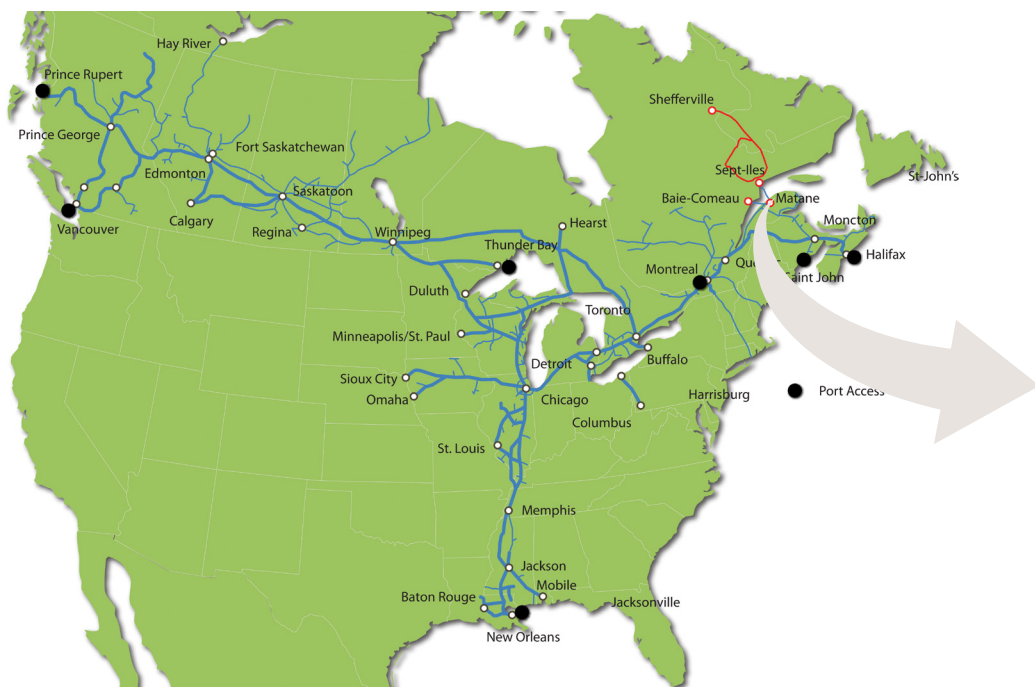 Hay River
Prince Rupert
Shefferville
Prince George
Fort Saskatchewan
Edmonton
Sept-Iles
St-John's
Saskatoon
Baie-Comeau
Matane
Calgary
Vancouver
Regina
Winnipeg
Hearst
Moncton
Thunder Bay
Halifax
Montreal
Saint John
Duluth
Toronto
Minneapolis/St. Paul
Detroit
Buffalo
Sioux City
Omaha
Chicago
Harrisburg
Port Access
Columbus
St. Louis
Memphis
Jackson
Mobile
Baton Rouge
Jacksonville
New Orleans